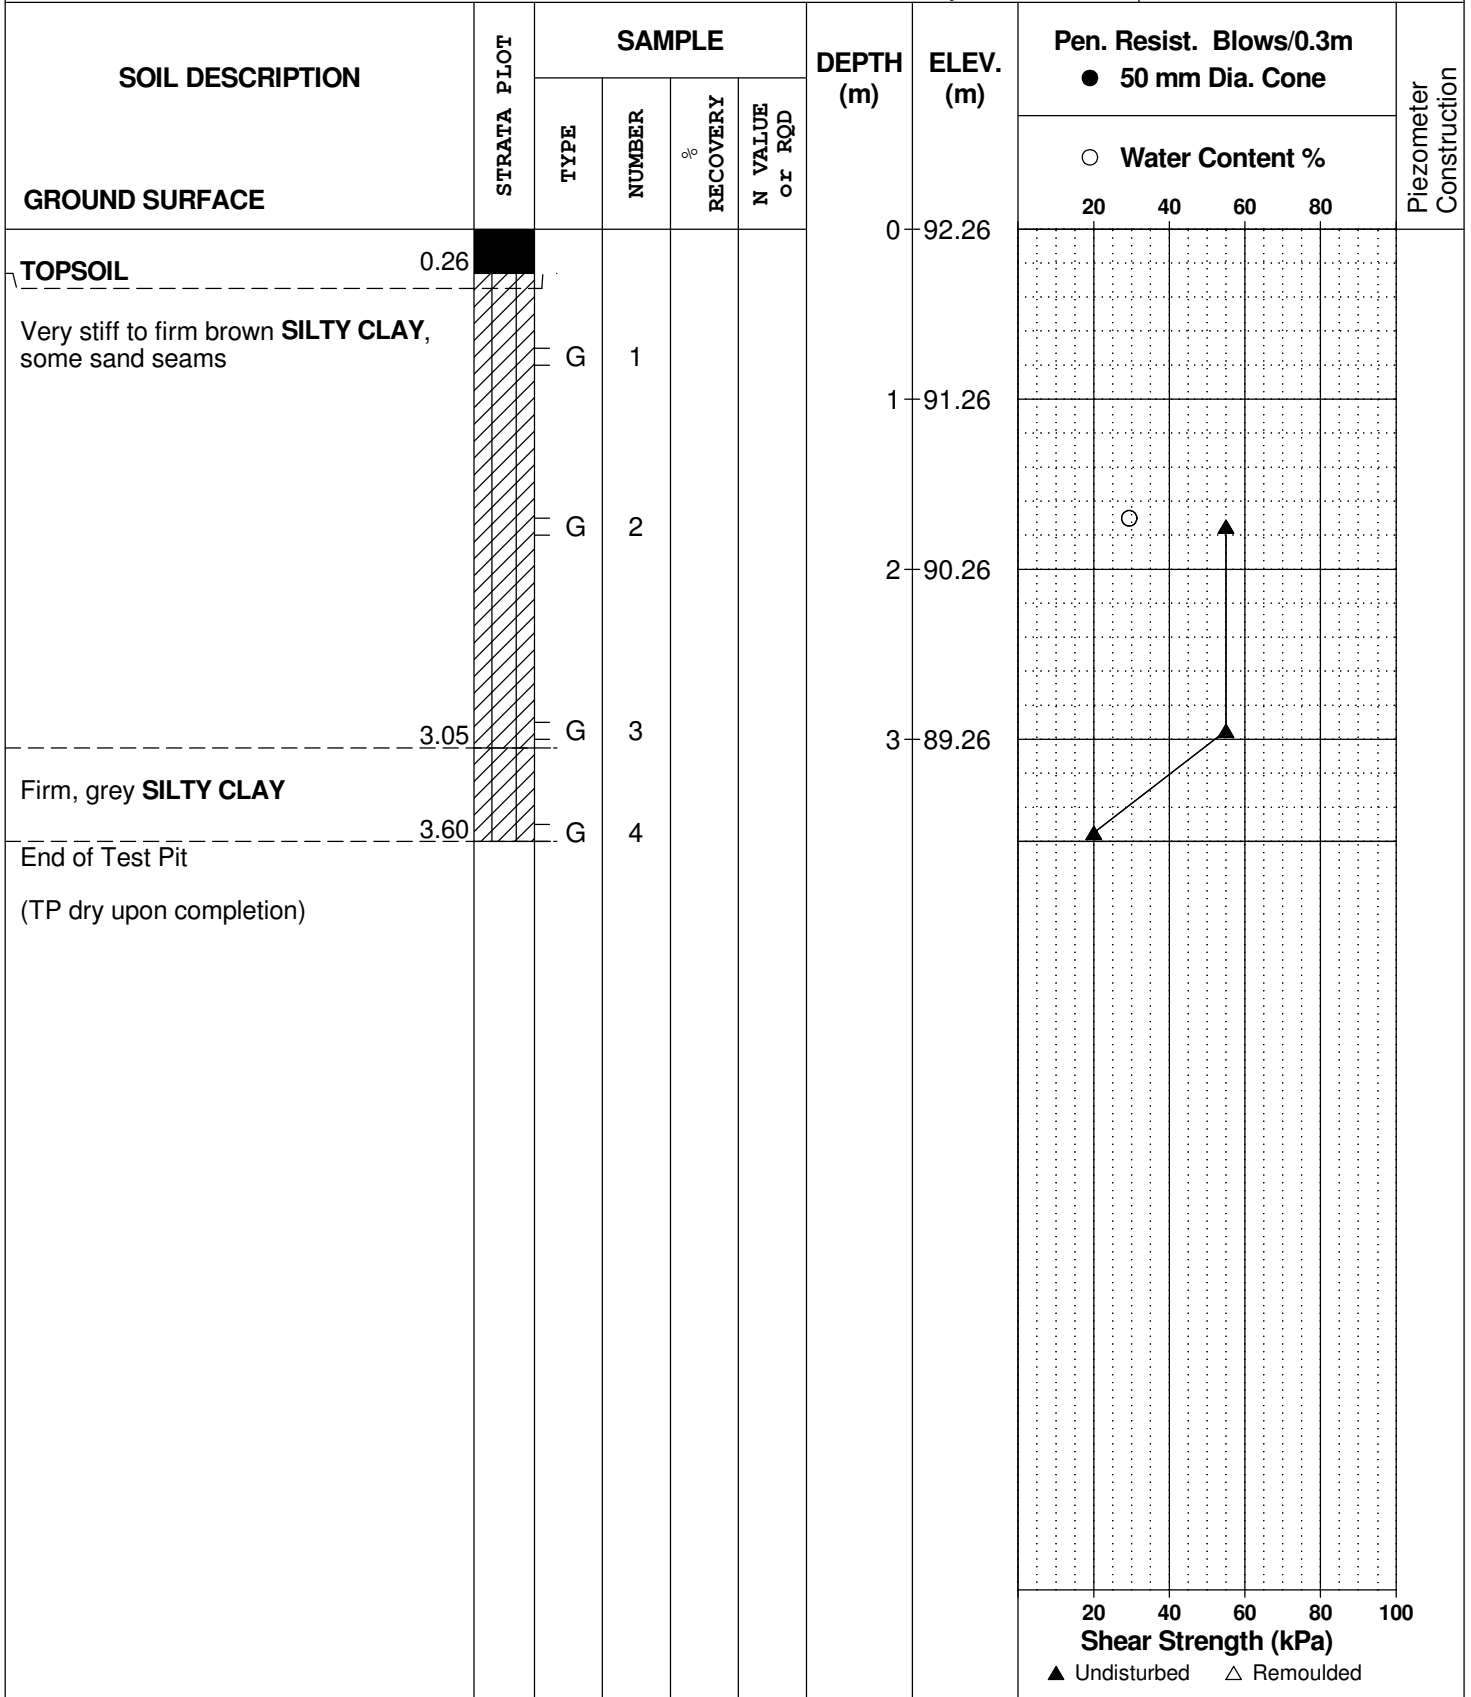 SOIL DESCRIPTION
GROUND SURFACE
STRATA PLOT
SAMPLE
TYPE
NUMBER
%
RECOVERY
N VALUE
or RQD
DEPTH
(m)
ELEV.
(m)
Pen. Resist. Blows/0.3m
● 50 mm Dia. Cone
○ Water Content %
20 40 60 80
Piezometer
Construction
0 92.26
TOPSOIL 0.26
Very stiff to firm brown SILTY CLAY,
some sand seams
G 1
1 91.26
G 2
2 90.26
G 3
3.05
3 89.26
Firm, grey SILTY CLAY
3.60
G 4
End of Test Pit
(TP dry upon completion)
20 40 60 80 100
Shear Strength (kPa)
▲ Undisturbed △ Remoulded